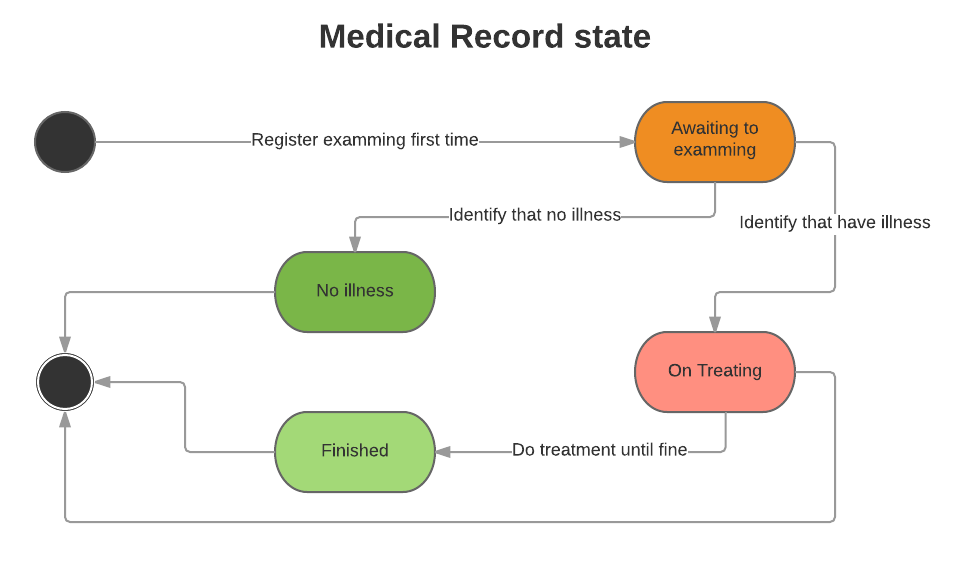 Medical Record state
Register examming first time
Awaiting to
examming
Identify that no illness
Identify that have illness
No illness
On Treating
Do treatment until fine
Finished